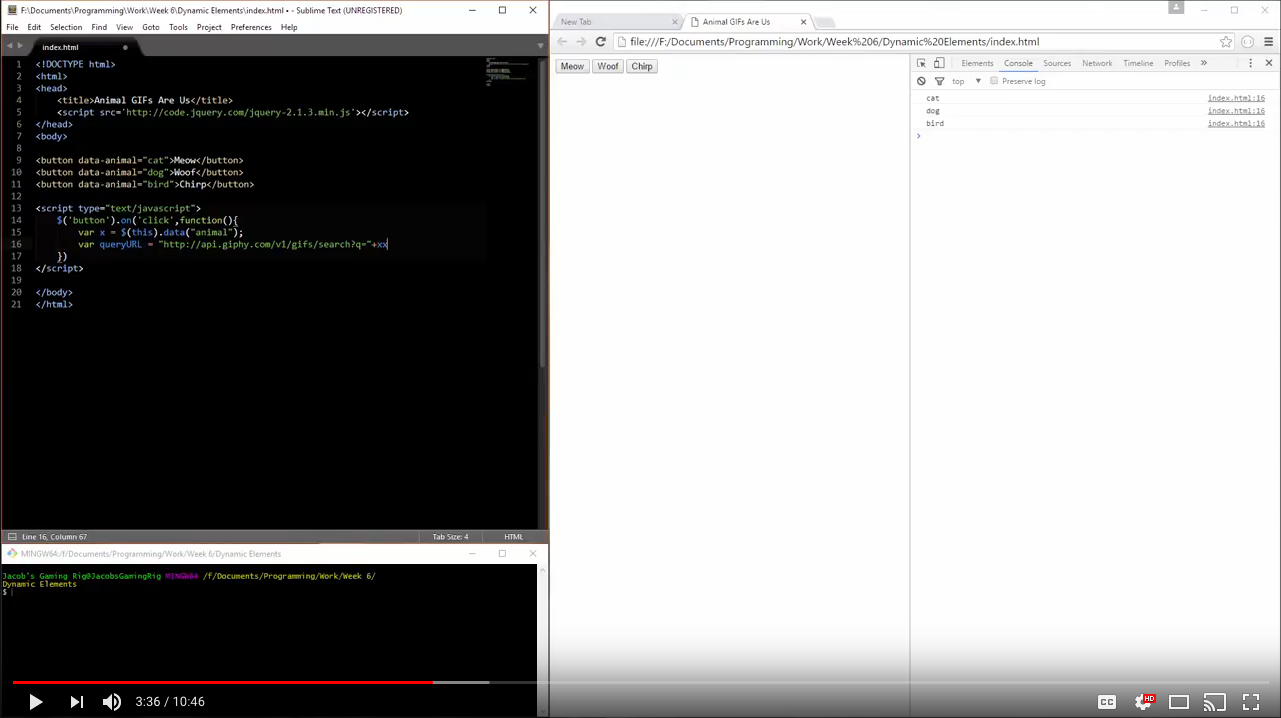 F:\Documents\Programming\Work\Week 6\Dynamic Elements\index.html • - Sublime Text (UNREGISTERED)
File Edit Selection Find View Goto Tools Project Preferences Help
index.html
1 <!DOCTYPE html>
2 <html>
3 <head>
4 <title>Animal GIFs Are Us</title>
5 <script src='http://code.jquery.com/jquery-2.1.3.min.js'></script>
6 </head>
7 <body>
8
9 <button data-animal="cat">Meow</button>
10 <button data-animal="dog">Woof</button>
11 <button data-animal="bird">Chirp</button>
12
13 <script type="text/javascript">
14 $('button').on('click',function(){
15 var x = $(this).data("animal");
16 var queryURL = "http://api.giphy.com/v1/gifs/search?q="+xx
17 })
18 </script>
19
20 </body>
21 </html>
Line 16, Column 67 Tab Size: 4 HTML
MINGW64:/f/Documents/Programming/Work/Week 6/Dynamic Elements
Jacob's Gaming Rig@JacobsGamingRig MINGW64 /f/Documents/Programming/Work/Week 6/
Dynamic Elements
$
New Tab Animal GIFs Are Us
file:///F:/Documents/Programming/Work/Week%206/Dynamic%20Elements/index.html
Meow Woof Chirp
Elements Console Sources Network Timeline Profiles »
top Preserve log
cat index.html:16
dog index.html:16
bird index.html:16
>
3:36 / 10:46
CC HD